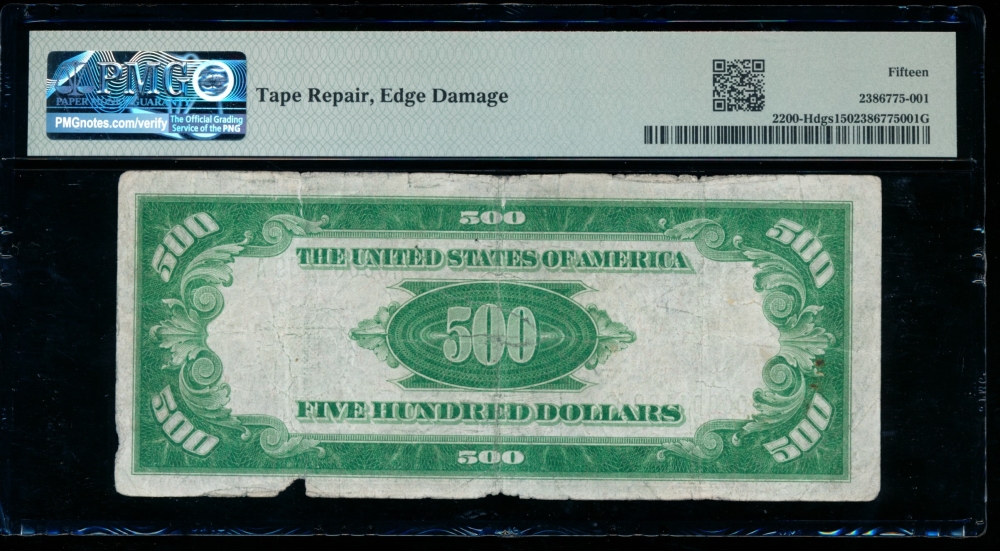 PMG
PAPER MONEY GUARANTY
PMGnotes.com/verify
The Official Grading
Service of the PNG
Tape Repair, Edge Damage
Fifteen
2386775-001
2200-Hdgs1502386775001G
500
500
500
THE UNITED STATES OF AMERICA
500
FIVE HUNDRED DOLLARS
500
500
500